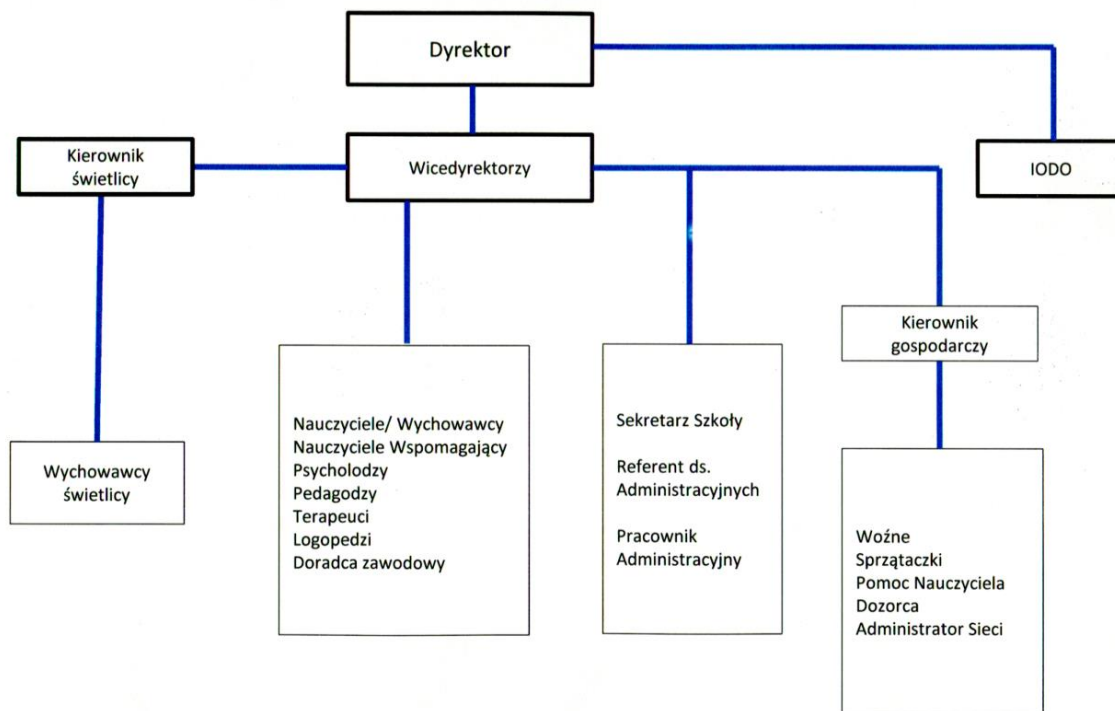 Dyrektor
Kierownik
świetlicy
Wicedyrektorzy
IODO
Kierownik
gospodarczy
Wychowawcy
świetlicy
Nauczyciele/ Wychowawcy
Nauczyciele Wspomagający
Psycholodzy
Pedagodzy
Terapeuci
Logopedzi
Doradca zawodowy
Sekretarz Szkoły
Referent ds.
Administracyjnych
Pracownik
Administracyjny
Woźne
Sprzątaczki
Pomoc Nauczyciela
Dozorca
Administrator Sieci